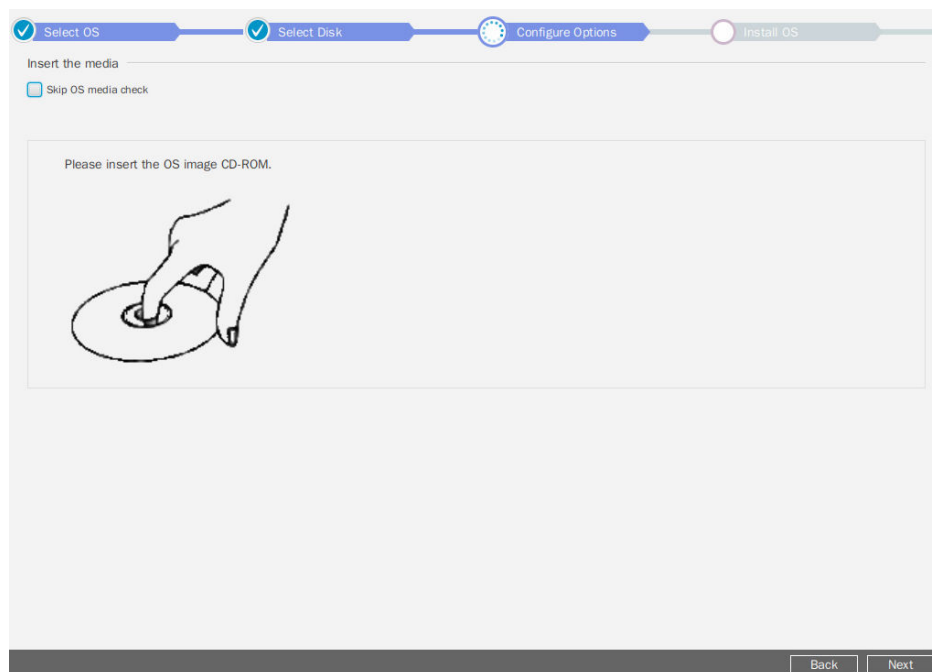 Select OS
Select Disk
Configure Options
Install OS
Insert the media
Skip OS media check
Please insert the OS image CD-ROM.
Back
Next